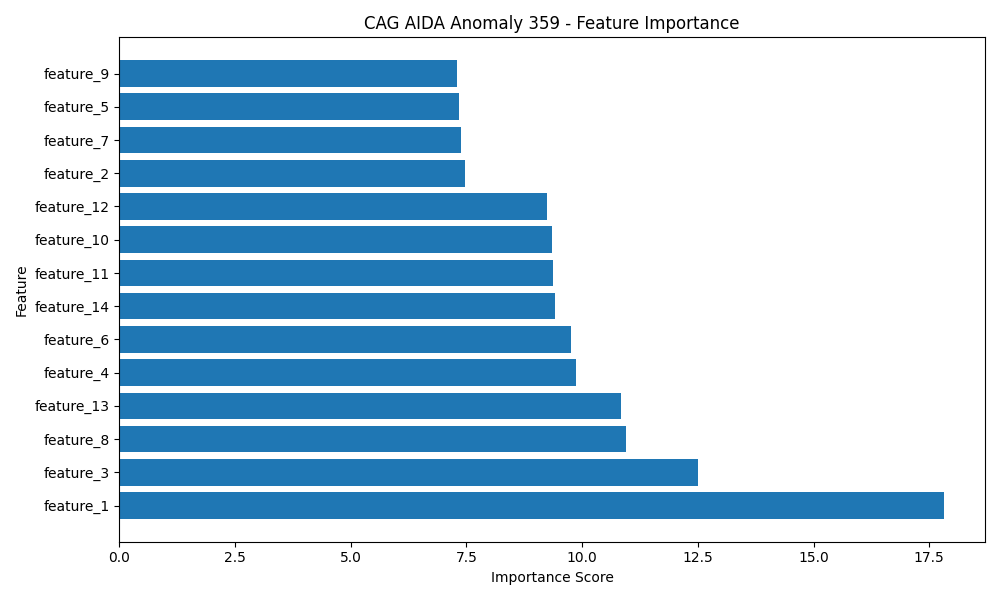 CAG AIDA Anomaly 359 - Feature Importance
feature_9
feature_5
feature_7
feature_2
feature_12
feature_10
feature_11
feature_14
feature_6
feature_4
feature_13
feature_8
feature_3
feature_1
Feature
0.0 2.5 5.0 7.5 10.0 12.5 15.0 17.5
Importance Score